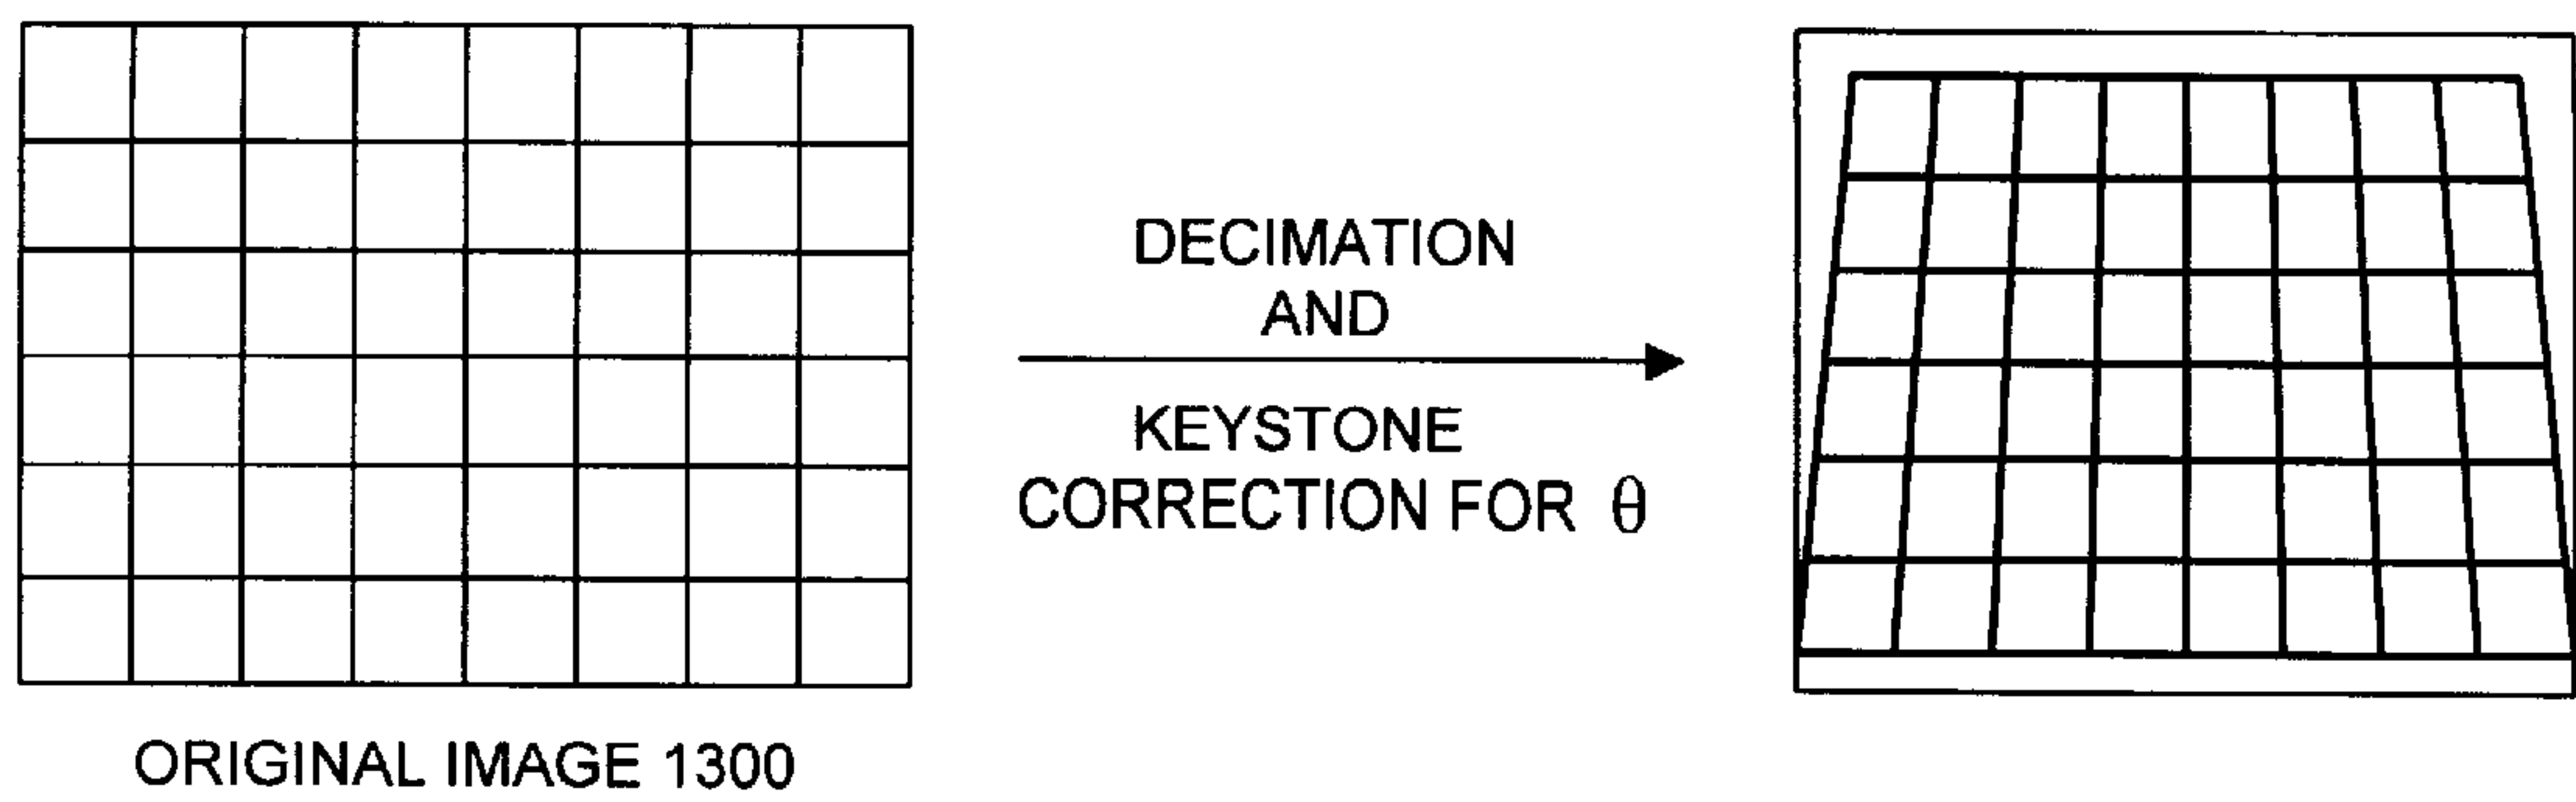 DECIMATION
AND
KEYSTONE
CORRECTION FOR θ
ORIGINAL IMAGE 1300